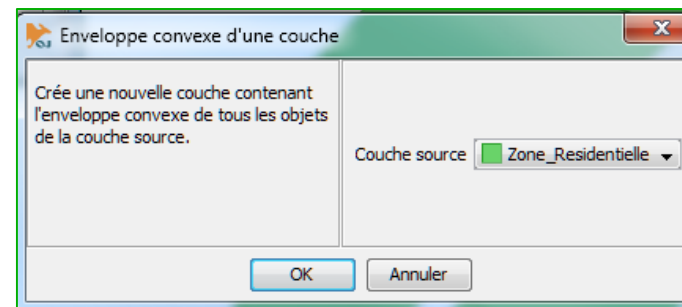 Enveloppe convexe d'une couche
Crée une nouvelle couche contenant
l'enveloppe convexe de tous les objets
de la couche source.
Couche source Zone_Residentielle
OK Annuler